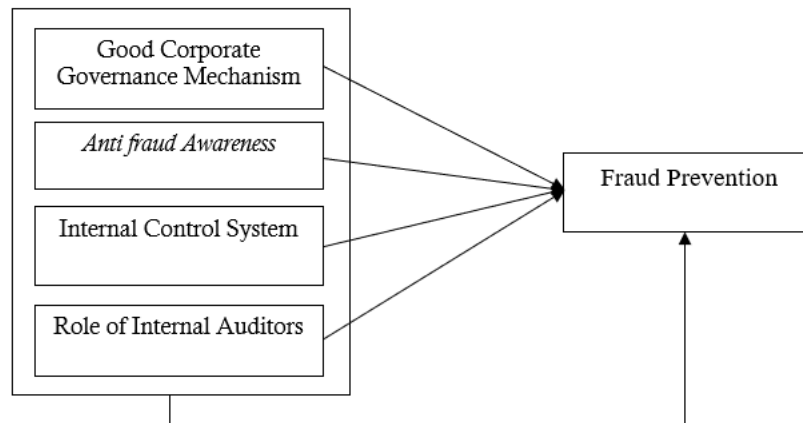 Good Corporate
Governance Mechanism
Anti fraud Awareness
Fraud Prevention
Internal Control System
Role of Internal Auditors